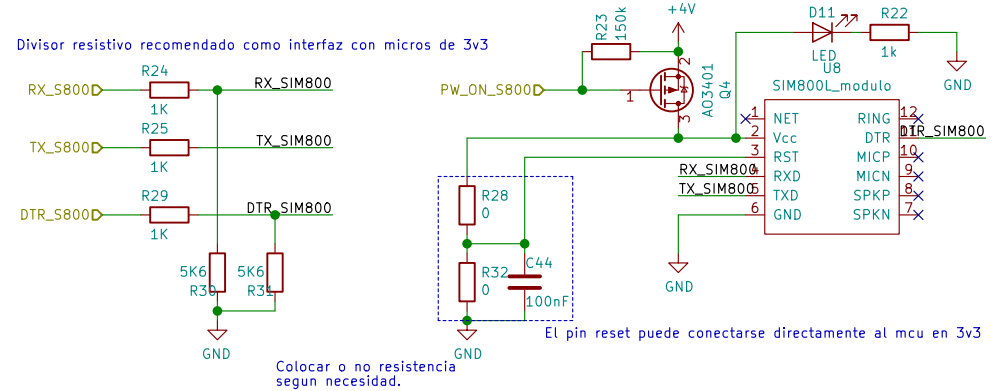 Divisor resistivo recomendado como interfaz con micros de 3v3
RX_S800
R24
1K
RX_SIM800
TX_S800
R25
1K
TX_SIM800
DTR_S800
R29
1K
DTR_SIM800
5K6
R30
5K6
R31
GND
Colocar o no resistencia
segun necesidad.
+4V
R23
150k
PW_ON_S800
1
2
3
AO3401
Q4
D11
LED
R22
1k
GND
U8
SIM800L_modulo
1 NET
2 Vcc
3 RST
4 RXD
5 TXD
6 GND
RING 12
DTR 11
MICP 10
MICN 9
SPKP 8
SPKN 7
DTR_SIM800
RX_SIM800
TX_SIM800
GND
R28
0
R32
0
C44
100nF
GND
El pin reset puede conectarse directamente al mcu en 3v3